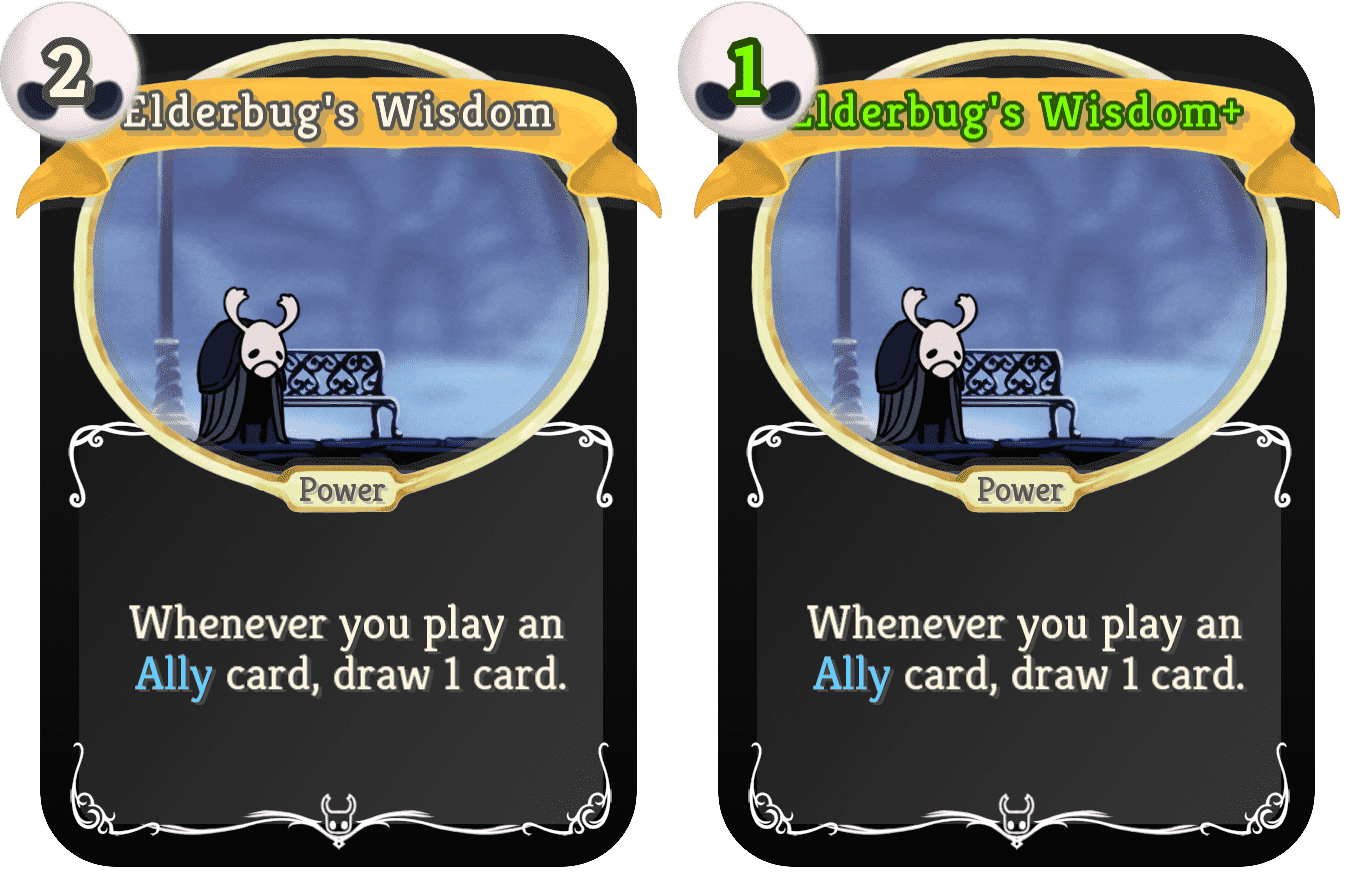 2
Elderbug's Wisdom
Power
Whenever you play an
Ally card, draw 1 card.
1
Elderbug's Wisdom+
Power
Whenever you play an
Ally card, draw 1 card.